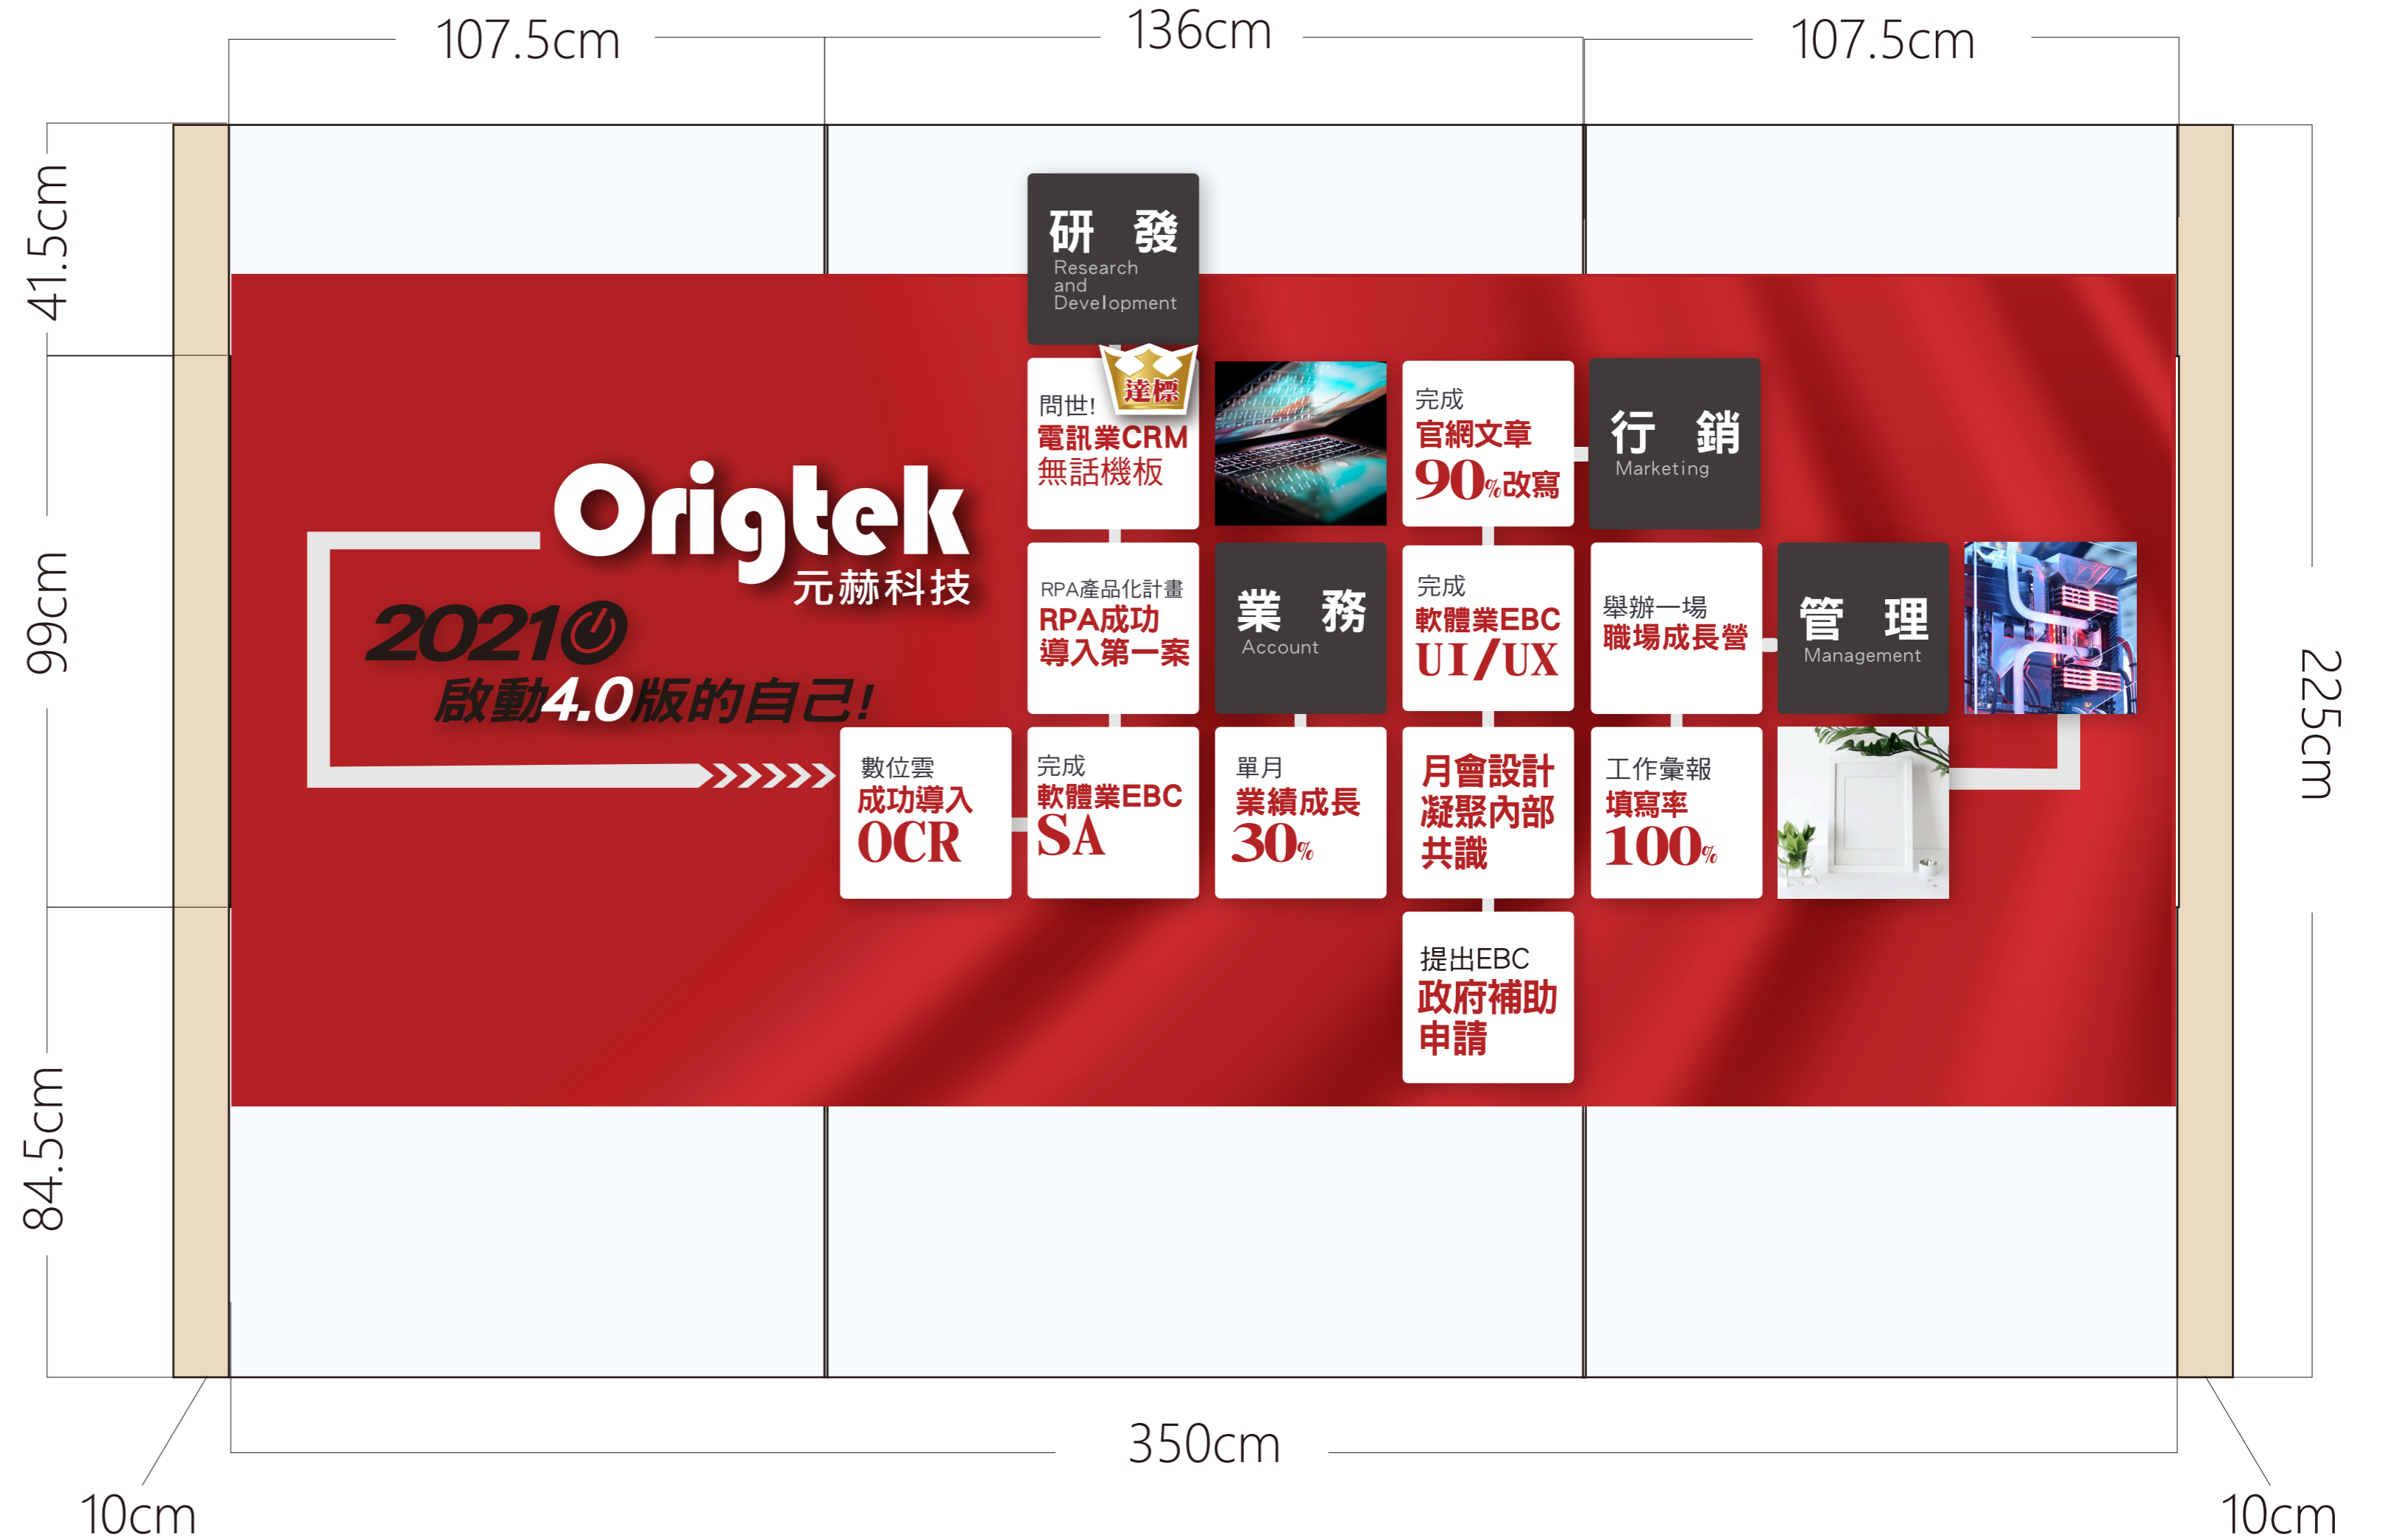 107.5cm
136cm
107.5cm
41.5cm
99cm
84.5cm
225cm
研 發
Research
and
Development
達標
問世!
電訊業CRM
無話機板
完成
官網文章
90%改寫
行 銷
Marketing
Origtek
元赫科技
2021
啟動4.0版的自己!
RPA產品化計畫
RPA成功
導入第一案
業 務
Account
完成
軟體業EBC
UI/UX
舉辦一場
職場成長營
管 理
Management
數位雲
成功導入
OCR
完成
軟體業EBC
SA
單月
業績成長
30%
月會設計
凝聚內部
共識
工作彙報
填寫率
100%
提出EBC
政府補助
申請
350cm
10cm
10cm